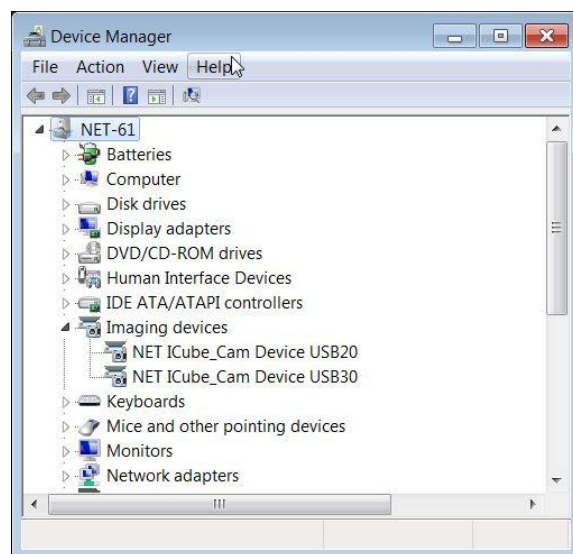 Device Manager
File Action View Help
NET-61
Batteries
Computer
Disk drives
Display adapters
DVD/CD-ROM drives
Human Interface Devices
IDE ATA/ATAPI controllers
Imaging devices
NET ICube_Cam Device USB20
NET ICube_Cam Device USB30
Keyboards
Mice and other pointing devices
Monitors
Network adapters